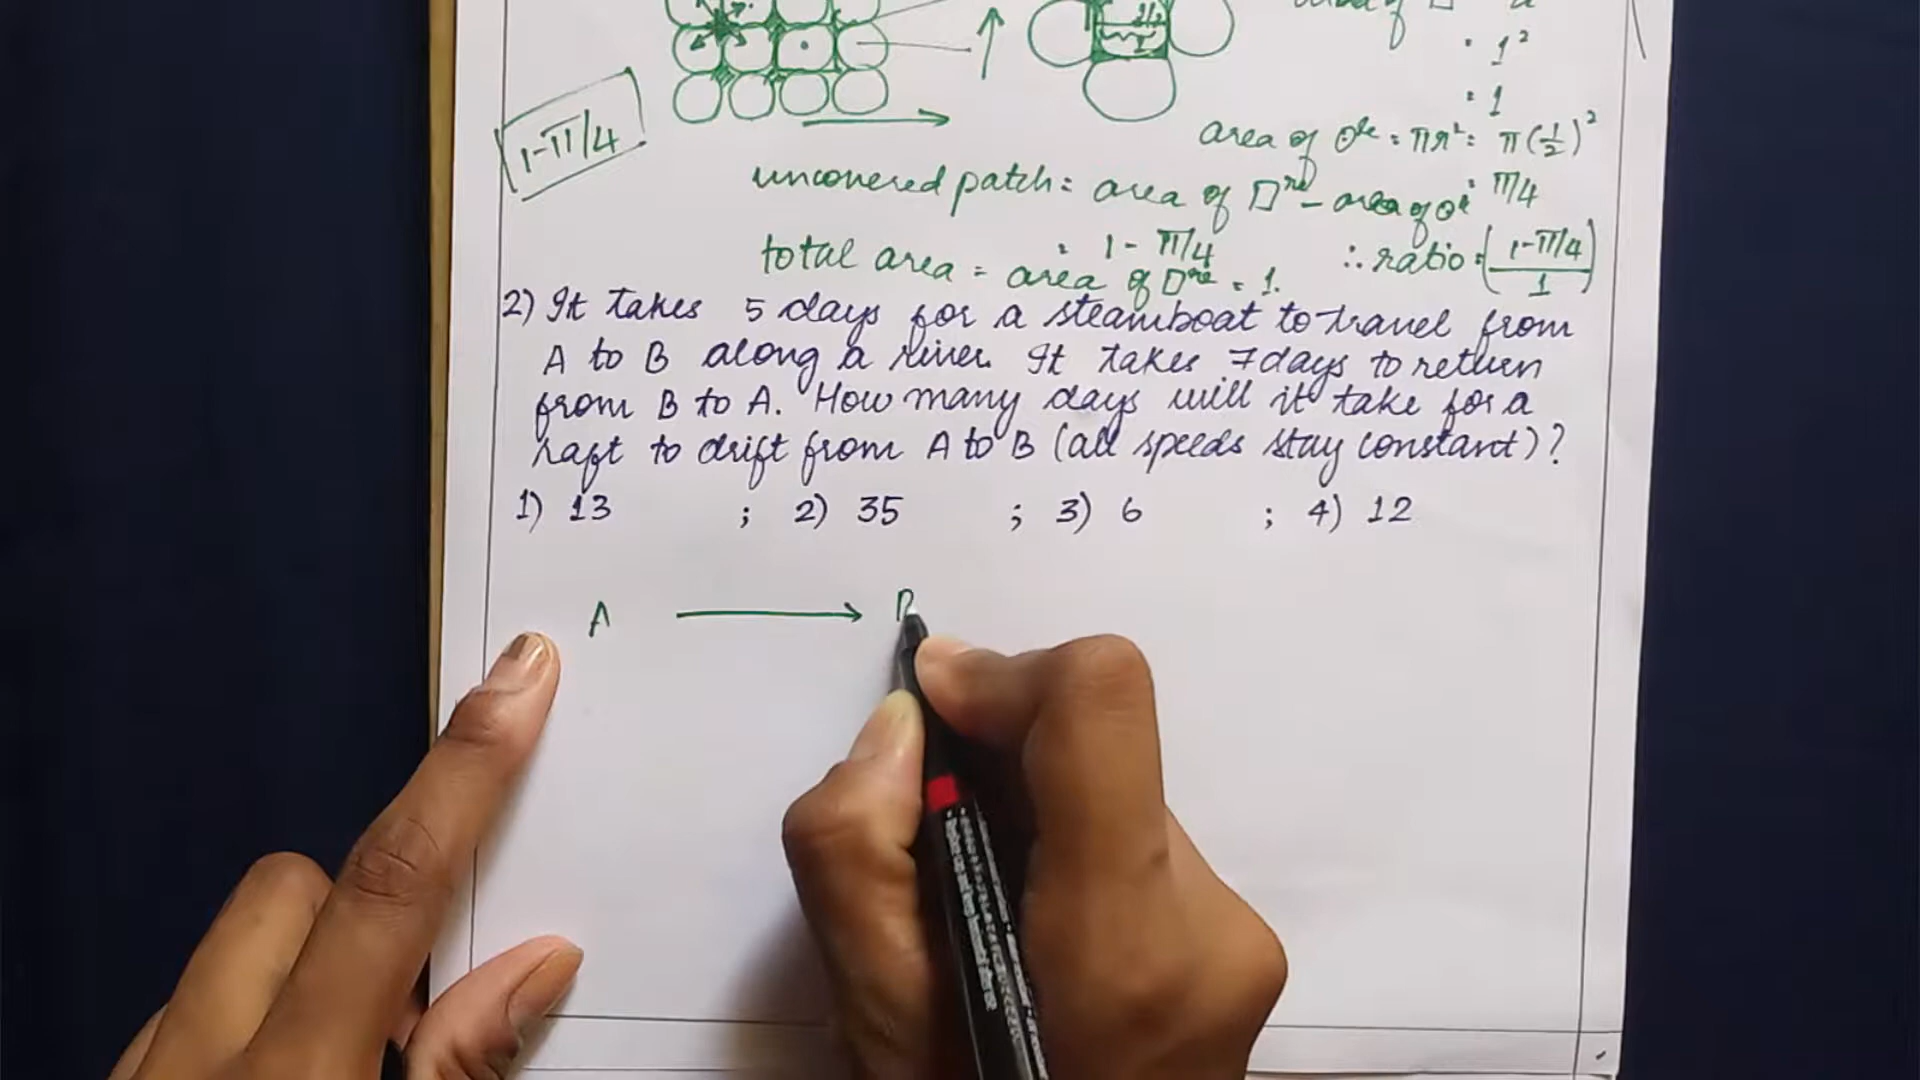 = 1²
= 1
1-π/4
area of ⊙le = πr² = π(1/2)²
= π/4
uncovered patch = area of □re - area of ⊙le
= 1 - π/4
∴ ratio = (1-π/4 / 1)
total area = area of □re = 1.
2) It takes 5 days for a steamboat to travel from
A to B along a river. It takes 7 days to return
from B to A. How many days will it take for a
raft to drift from A to B (all speeds stay constant)?
1) 13 ; 2) 35 ; 3) 6 ; 4) 12
A → B